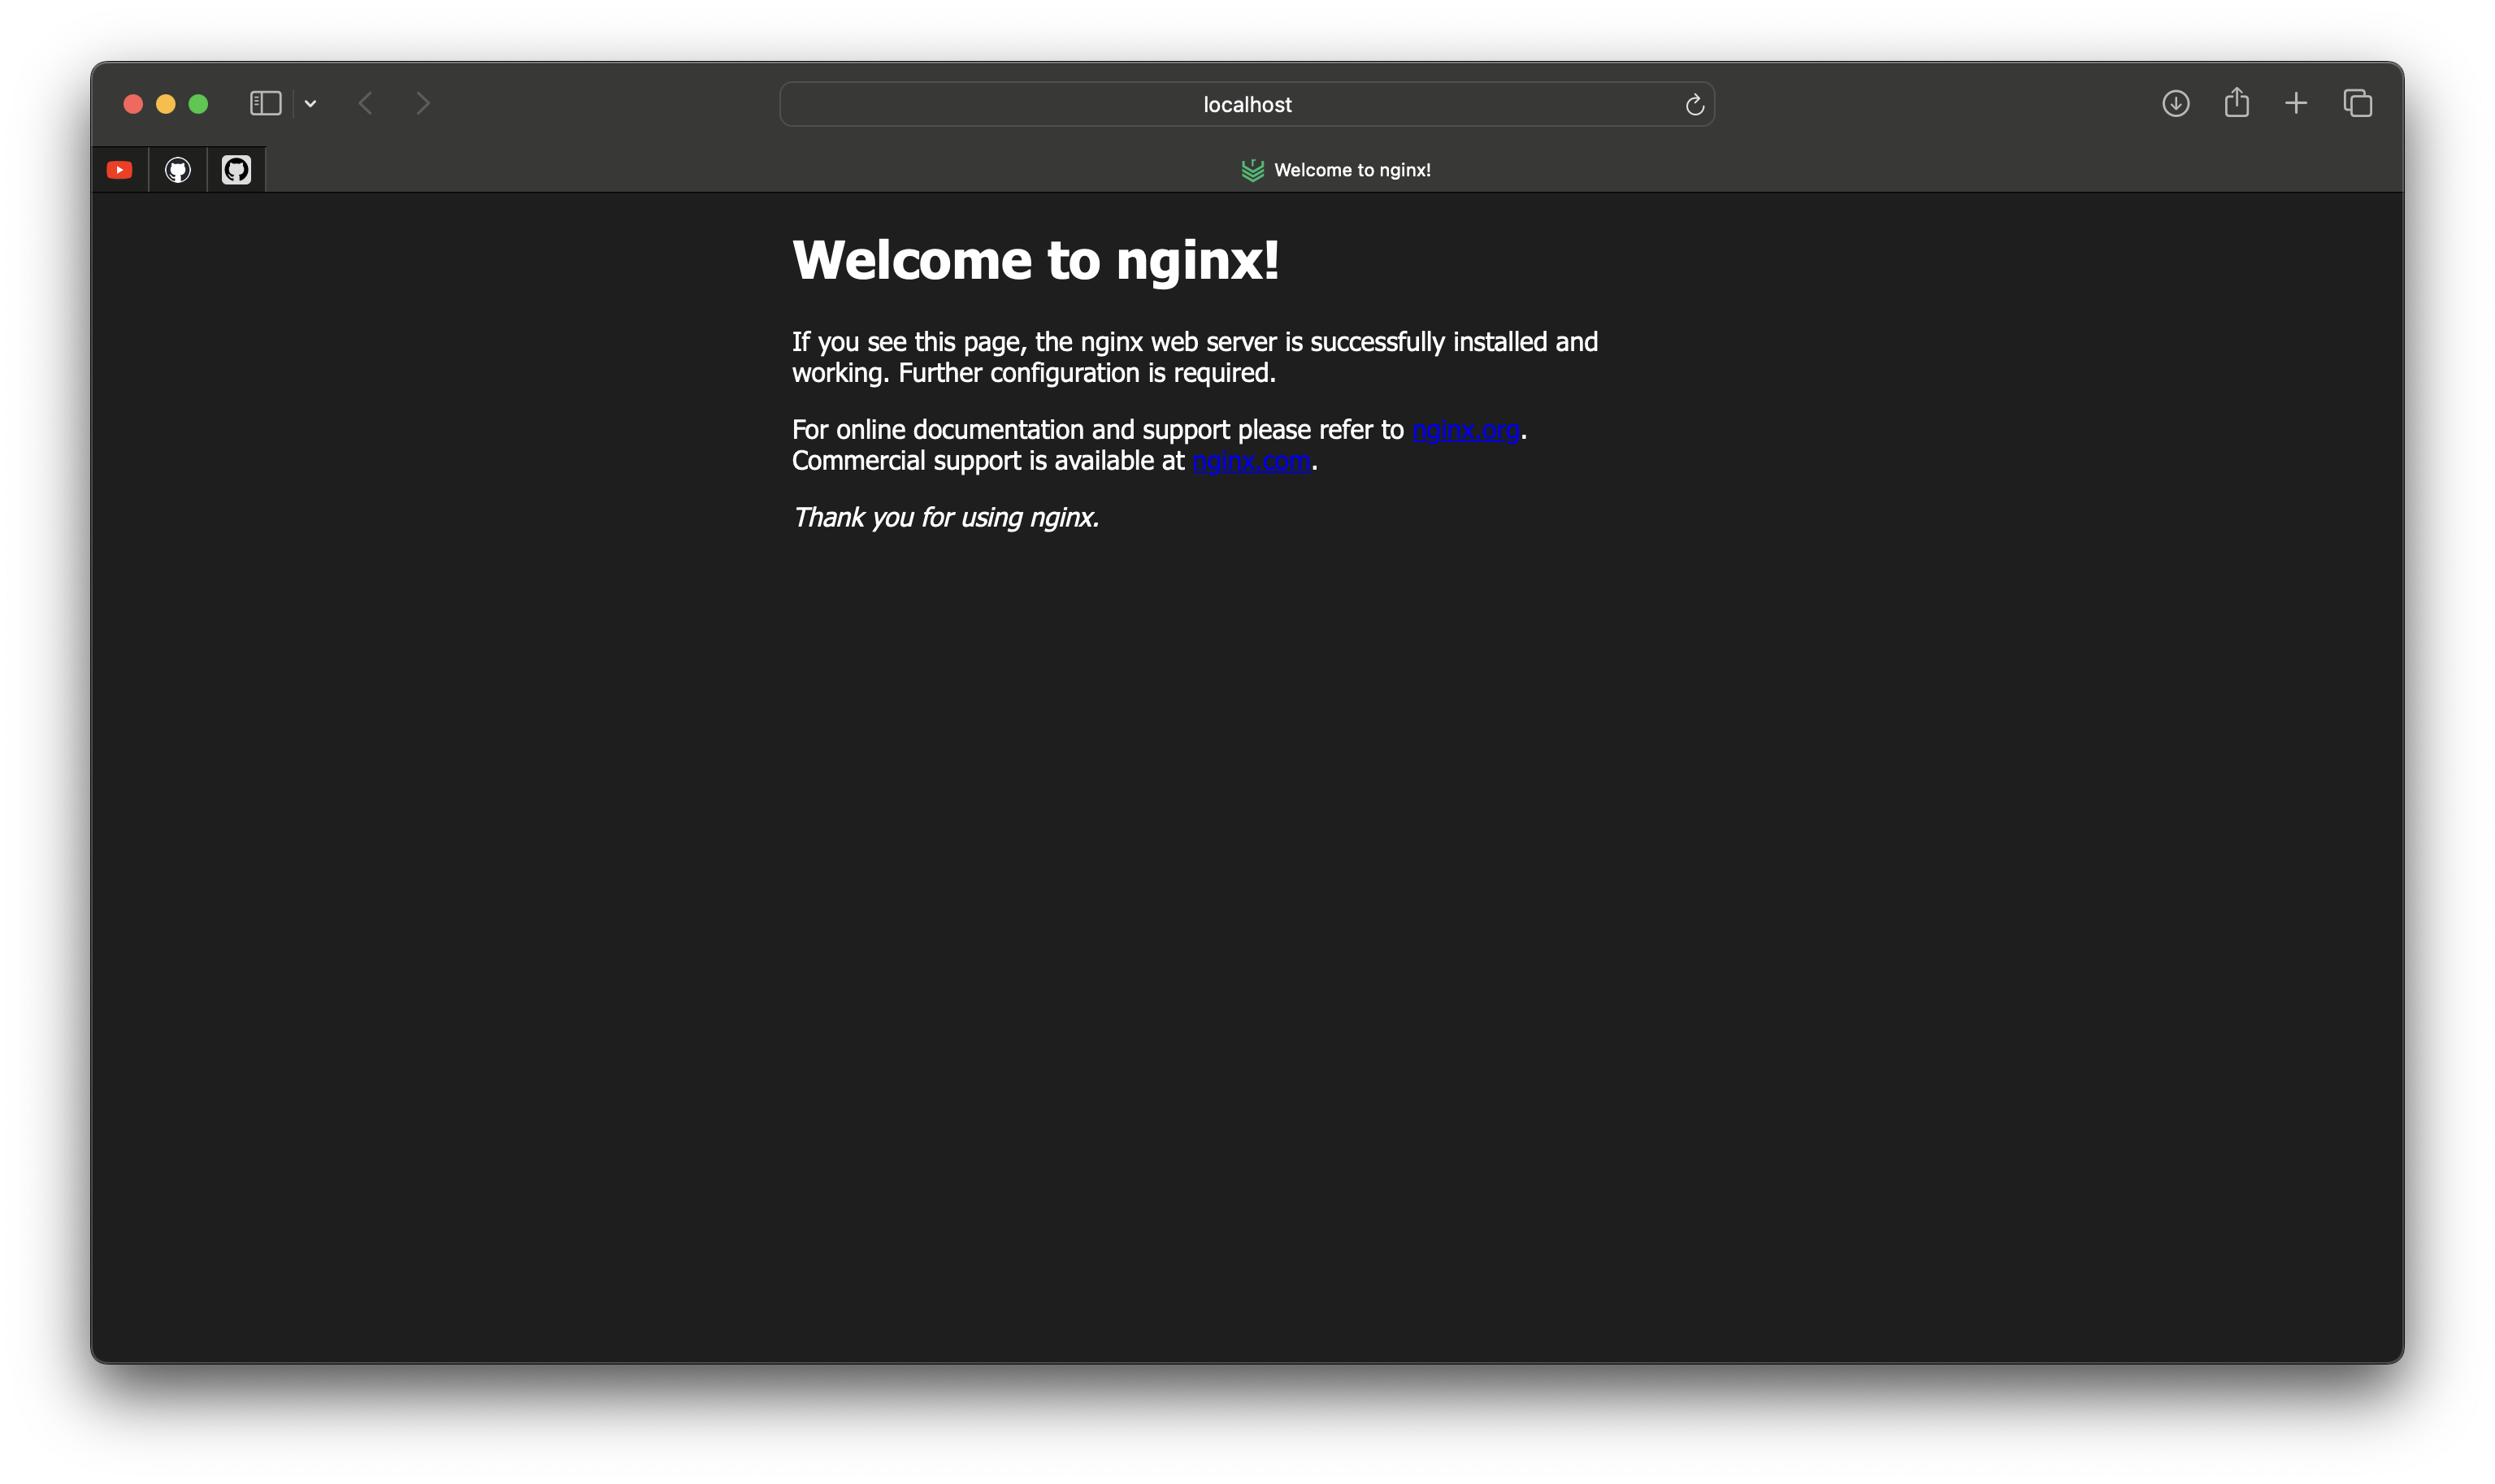 localhost
Welcome to nginx!
Welcome to nginx!
If you see this page, the nginx web server is successfully installed and
working. Further configuration is required.
For online documentation and support please refer to nginx.org.
Commercial support is available at nginx.com.
Thank you for using nginx.